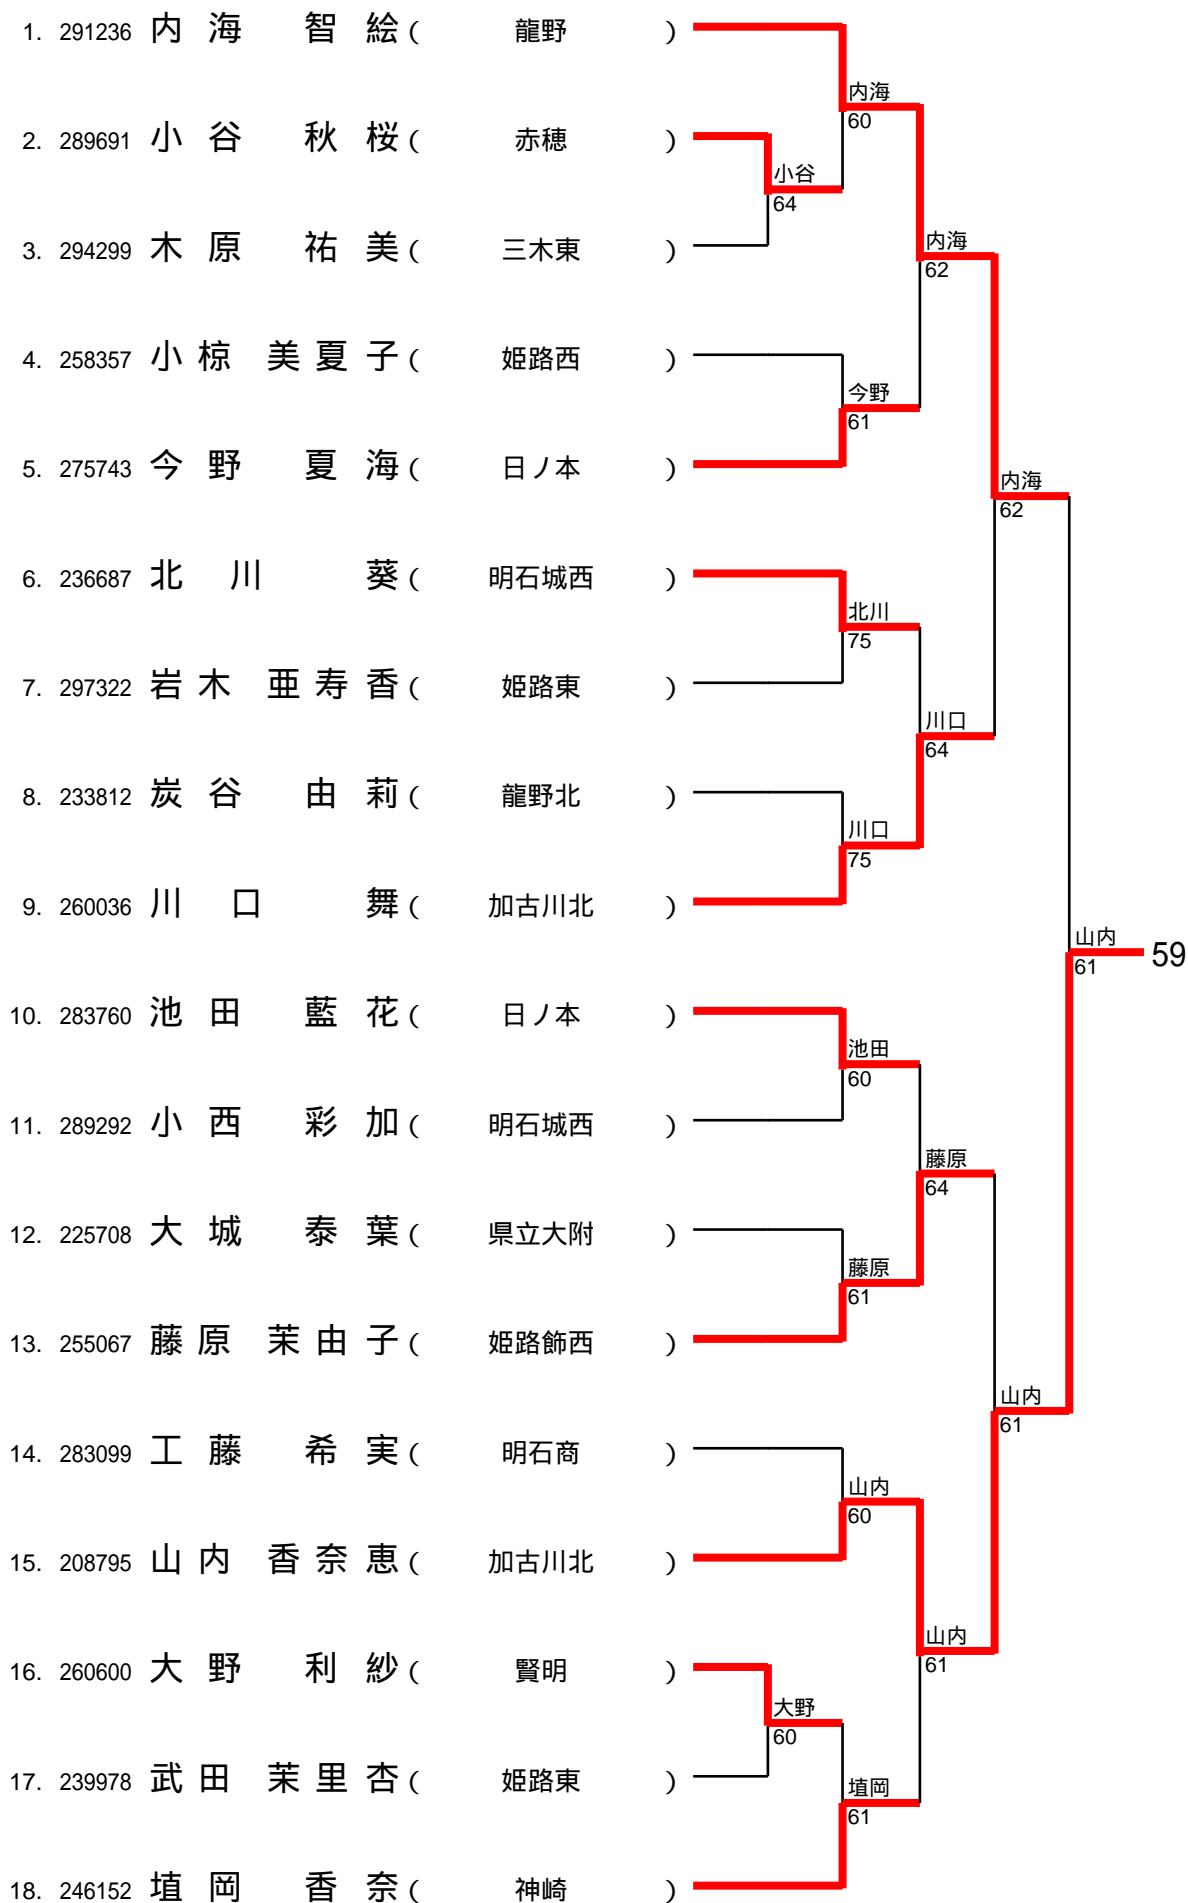 1. 291236 内 海 智 絵 ( 龍野 )
内海
60
2. 289691 小 谷 秋 桜 ( 赤穂 )
小谷
64
3. 294299 木 原 祐 美 ( 三木東 )
内海
62
4. 258357 小 椋 美 夏 子 ( 姫路西 )
今野
61
5. 275743 今 野 夏 海 ( 日ノ本 )
内海
62
6. 236687 北 川 葵 ( 明石城西 )
北川
75
7. 297322 岩 木 亜 寿 香 ( 姫路東 )
川口
64
8. 233812 炭 谷 由 莉 ( 龍野北 )
川口
75
9. 260036 川 口 舞 ( 加古川北 )
山内
61
59
10. 283760 池 田 藍 花 ( 日ノ本 )
池田
60
11. 289292 小 西 彩 加 ( 明石城西 )
藤原
64
12. 225708 大 城 泰 葉 ( 県立大附 )
藤原
61
13. 255067 藤 原 茉 由 子 ( 姫路飾西 )
山内
61
14. 283099 工 藤 希 実 ( 明石商 )
山内
60
15. 208795 山 内 香 奈 恵 ( 加古川北 )
山内
61
16. 260600 大 野 利 紗 ( 賢明 )
大野
60
17. 239978 武 田 茉 里 杏 ( 姫路東 )
埴岡
61
18. 246152 埴 岡 香 奈 ( 神崎 )